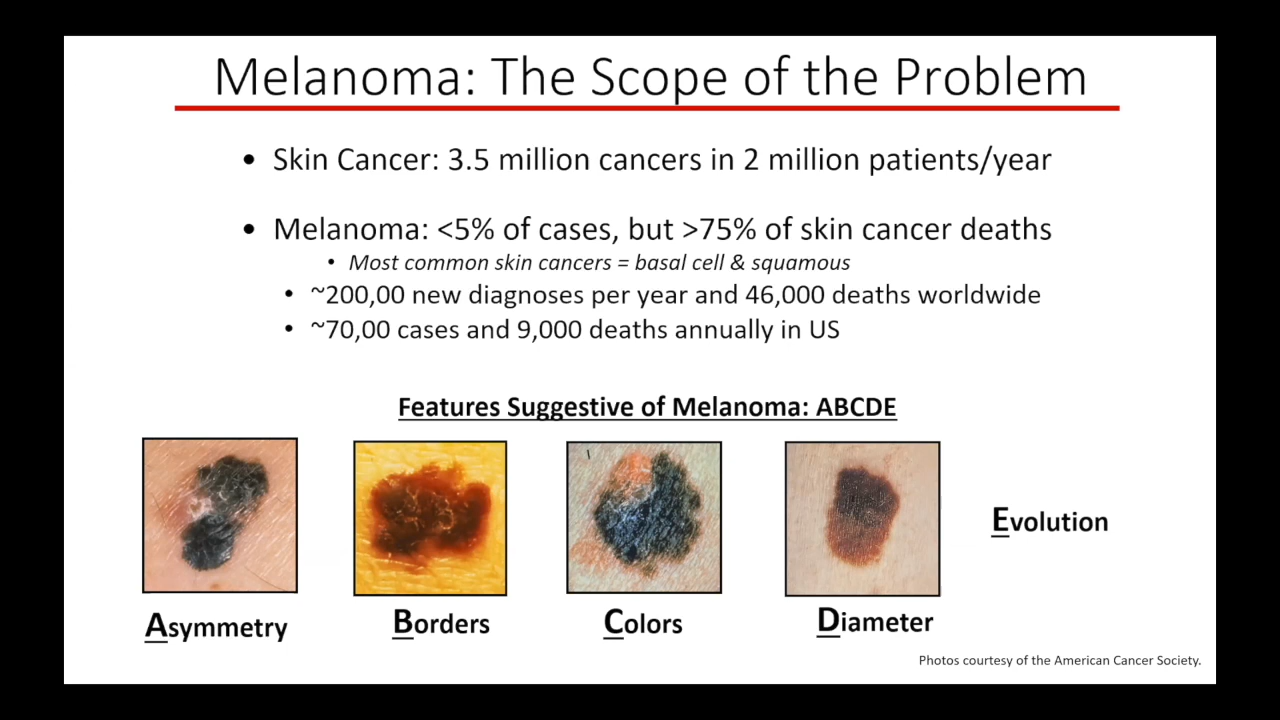 Melanoma: The Scope of the Problem
• Skin Cancer: 3.5 million cancers in 2 million patients/year
• Melanoma: <5% of cases, but >75% of skin cancer deaths
• Most common skin cancers = basal cell & squamous
• ~200,00 new diagnoses per year and 46,000 deaths worldwide
• ~70,00 cases and 9,000 deaths annually in US
Features Suggestive of Melanoma: ABCDE
Evolution
Asymmetry
Borders
Colors
Diameter
Photos courtesy of the American Cancer Society.